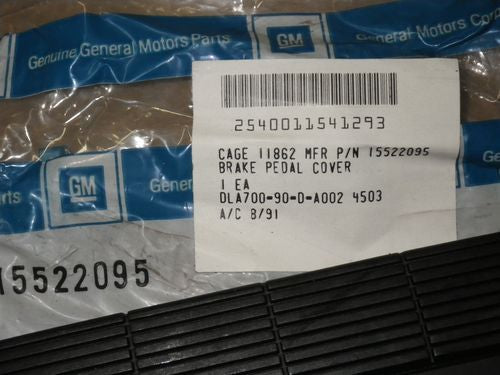 Genuine General Motors Parts
GM
General Motors Cor
2540011541293
CAGE 11862 MFR P/N 15522095
BRAKE PEDAL COVER
1 EA
DLA700-90-D-A002 4503
A/C 8/91
Parts
GM
15522095